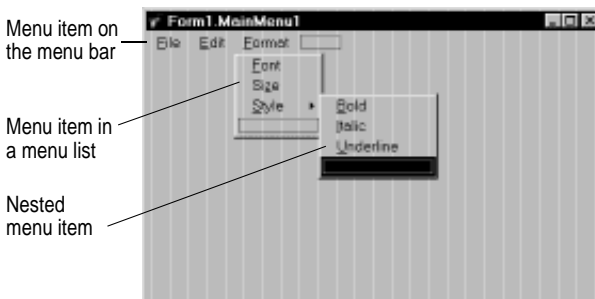 Form1.MainMenu1
Menu item on
the menu bar
File Edit Format
Font
Size
Style
Menu item in
a menu list
Bold
Italic
Underline
Nested
menu item